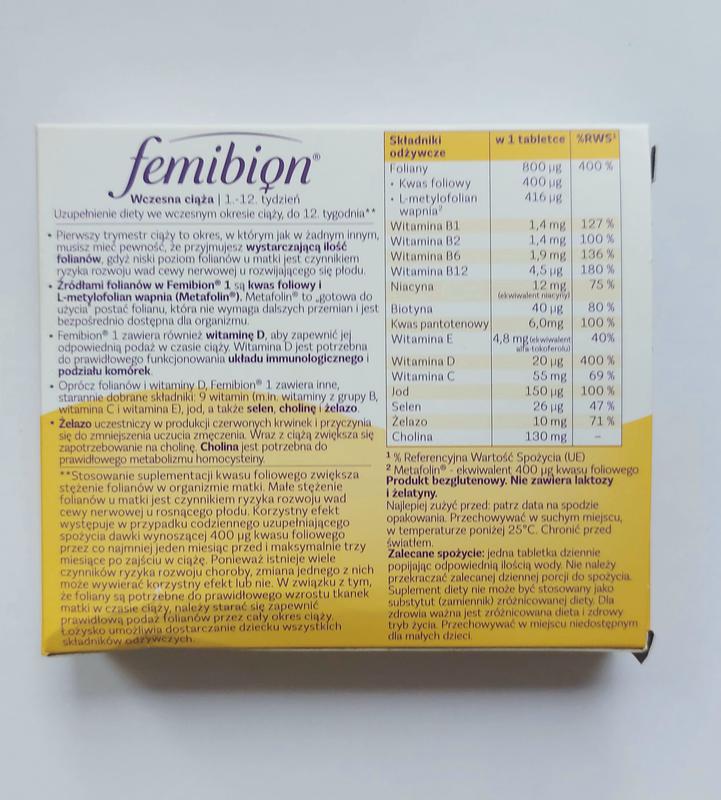 femibion®
Wczesna ciąża | 1.-12. tydzień
Uzupełnienie diety we wczesnym okresie ciąży, do 12. tygodnia**
• Pierwszy trymestr ciąży to okres, w którym jak w żadnym innym,
musisz mieć pewność, że przyjmujesz wystarczającą ilość
folianów, gdyż niski poziom folianów u matki jest czynnikiem
ryzyka rozwoju wad cewy nerwowej u rozwijającego się płodu.
• Źródłami folianów w Femibion® 1 są kwas foliowy i
L-metylofolian wapnia (Metafolin®). Metafolin® to „gotowa do
użycia" postać folianu, która nie wymaga dalszych przemian i jest
bezpośrednio dostępna dla organizmu.
• Femibion® 1 zawiera również witaminę D, aby zapewnić jej
odpowiednią podaż w czasie ciąży. Witamina D jest potrzebna
do prawidłowego funkcjonowania układu immunologicznego i
podziału komórek.
• Oprócz folianów i witaminy D, Femibion® 1 zawiera inne,
starannie dobrane składniki: 9 witamin (m.in. witaminy z grupy B,
witamina C i witamina E), jod, a także selen, cholinę i żelazo.
• Żelazo uczestniczy w produkcji czerwonych krwinek i przyczynia
się do zmniejszenia uczucia zmęczenia. Wraz z ciążą zwiększa się
zapotrzebowanie na cholinę. Cholina jest potrzebna do
prawidłowego metabolizmu homocysteiny.
**Stosowanie suplementacji kwasu foliowego zwiększa
stężenie folianów w organizmie matki. Małe stężenie
folianów u matki jest czynnikiem ryzyka rozwoju wad
cewy nerwowej u rosnącego płodu. Korzystny efekt
występuje w przypadku codziennego uzupełniającego
spożycia dawki wynoszącej 400 µg kwasu foliowego
przez co najmniej jeden miesiąc przed i maksymalnie trzy
miesiące po zajściu w ciążę. Ponieważ istnieje wiele
czynników ryzyka rozwoju choroby, zmiana jednego z nich
może wywierać korzystny efekt lub nie. W związku z tym,
że foliany są potrzebne do prawidłowego wzrostu tkanek
matki w czasie ciąży, należy starać się zapewnić
prawidłową podaż folianów przez cały okres ciąży.
Łożysko umożliwia dostarczanie dziecku wszystkich
składników odżywczych.
Składniki odżywcze w 1 tabletce %RWS¹
Foliany 800 µg 400 %
• Kwas foliowy 400 µg
• L-metylofolian wapnia² 416 µg
Witamina B1 1,4 mg 127 %
Witamina B2 1,4 mg 100 %
Witamina B6 1,9 mg 136 %
Witamina B12 4,5 µg 180 %
Niacyna 12 mg (ekwiwalent niacyny) 75 %
Biotyna 40 µg 80 %
Kwas pantotenowy 6,0mg 100 %
Witamina E 4,8 mg (ekwiwalent alfa-tokoferolu) 40%
Witamina D 20 µg 400 %
Witamina C 55 mg 69 %
Jod 150 µg 100 %
Selen 26 µg 47 %
Żelazo 10 mg 71 %
Cholina 130 mg –
¹ % Referencyjna Wartość Spożycia (UE)
² Metafolin® - ekwiwalent 400 µg kwasu foliowego
Produkt bezglutenowy. Nie zawiera laktozy
i żelatyny.
Najlepiej zużyć przed: patrz data na spodzie
opakowania. Przechowywać w suchym miejscu,
w temperaturze poniżej 25°C. Chronić przed
światłem.
Zalecane spożycie: jedna tabletka dziennie
popijając odpowiednią ilością wody. Nie należy
przekraczać zalecanej dziennej porcji do spożycia.
Suplement diety nie może być stosowany jako
substytut (zamiennik) zróżnicowanej diety. Dla
zdrowia ważna jest zróżnicowana dieta i zdrowy
tryb życia. Przechowywać w miejscu niedostępnym
dla małych dzieci.